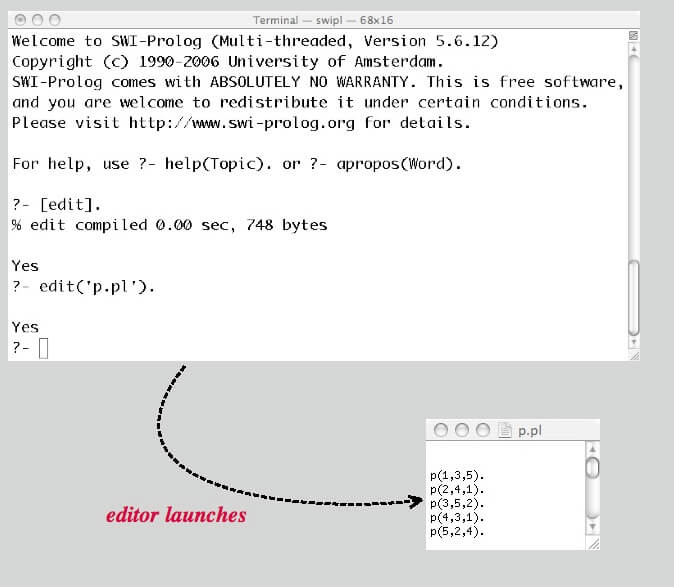 Terminal — swipl — 68x16
Welcome to SWI-Prolog (Multi-threaded, Version 5.6.12)
Copyright (c) 1990-2006 University of Amsterdam.
SWI-Prolog comes with ABSOLUTELY NO WARRANTY. This is free software,
and you are welcome to redistribute it under certain conditions.
Please visit http://www.swi-prolog.org for details.
For help, use ?- help(Topic). or ?- apropos(Word).
?- [edit].
% edit compiled 0.00 sec, 748 bytes
Yes
?- edit('p.pl').
Yes
?-
editor launches
p.pl
p(1,3,5).
p(2,4,1).
p(3,5,2).
p(4,3,1).
p(5,2,4).